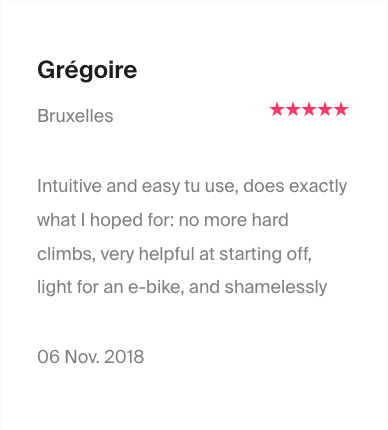 Grégoire
Bruxelles
★★★★★
Intuitive and easy tu use, does exactly
what I hoped for: no more hard
climbs, very helpful at starting off,
light for an e-bike, and shamelessly
06 Nov. 2018